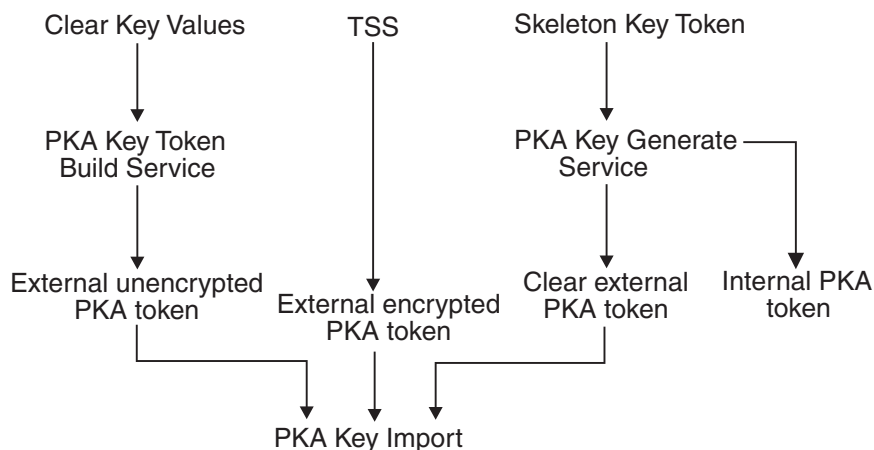 Clear Key Values
TSS
Skeleton Key Token
PKA Key Token
Build Service
PKA Key Generate
Service
External unencrypted
PKA token
External encrypted
PKA token
Clear external
PKA token
Internal PKA
token
PKA Key Import